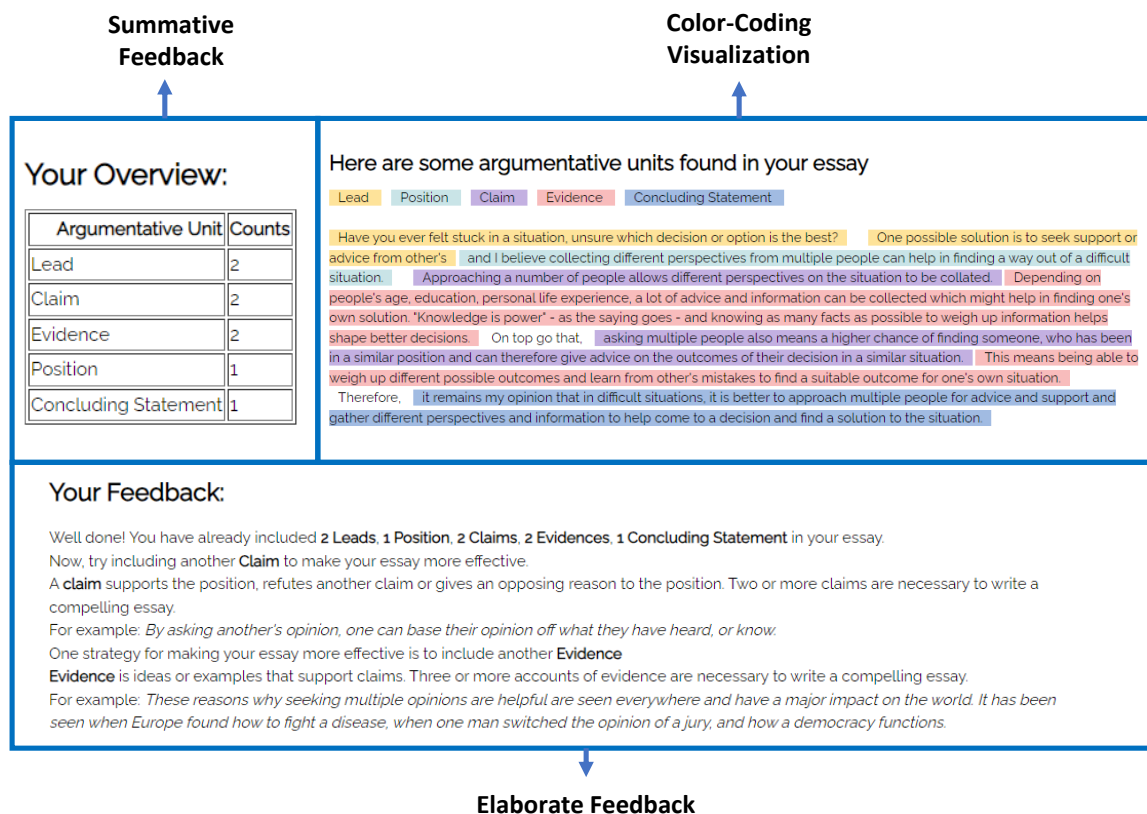 Summative
Feedback
Color-Coding
Visualization
Your Overview:
Argumentative Unit Counts
Lead 2
Claim 2
Evidence 2
Position 1
Concluding Statement 1
Here are some argumentative units found in your essay
Lead Position Claim Evidence Concluding Statement
Have you ever felt stuck in a situation, unsure which decision or option is the best? One possible solution is to seek support or
advice from other's and I believe collecting different perspectives from multiple people can help in finding a way out of a difficult
situation. Approaching a number of people allows different perspectives on the situation to be collated. Depending on
people's age, education, personal life experience, a lot of advice and information can be collected which might help in finding one's
own solution. "Knowledge is power" - as the saying goes - and knowing as many facts as possible to weigh up information helps
shape better decisions. On top go that, asking multiple people also means a higher chance of finding someone, who has been
in a similar position and can therefore give advice on the outcomes of their decision in a similar situation. This means being able to
weigh up different possible outcomes and learn from other's mistakes to find a suitable outcome for one's own situation.
Therefore, it remains my opinion that in difficult situations, it is better to approach multiple people for advice and support and
gather different perspectives and information to help come to a decision and find a solution to the situation.
Your Feedback:
Well done! You have already included 2 Leads, 1 Position, 2 Claims, 2 Evidences, 1 Concluding Statement in your essay.
Now, try including another Claim to make your essay more effective.
A claim supports the position, refutes another claim or gives an opposing reason to the position. Two or more claims are necessary to write a
compelling essay.
For example: By asking another's opinion, one can base their opinion off what they have heard, or know.
One strategy for making your essay more effective is to include another Evidence
Evidence is ideas or examples that support claims. Three or more accounts of evidence are necessary to write a compelling essay.
For example: These reasons why seeking multiple opinions are helpful are seen everywhere and have a major impact on the world. It has been
seen when Europe found how to fight a disease, when one man switched the opinion of a jury, and how a democracy functions.
Elaborate Feedback